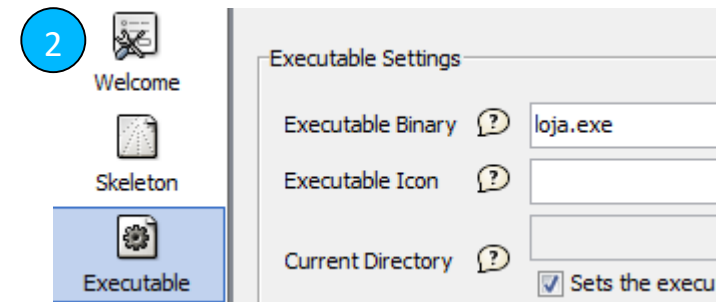 2
Welcome
Skeleton
Executable
Executable Settings
Executable Binary ? loja.exe
Executable Icon ?
Current Directory ?
Sets the execu